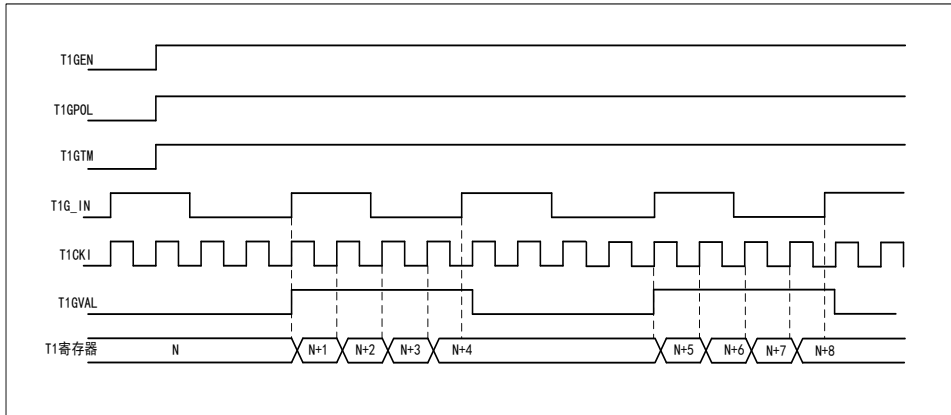 T1GEN
T1GPOL
T1GTM
T1G_IN
T1CKI
T1GVAL
T1寄存器 N N+1 N+2 N+3 N+4 N+5 N+6 N+7 N+8